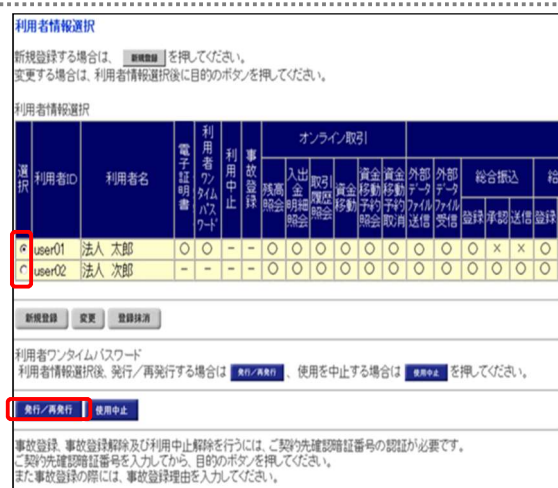 利用者情報選択
新規登録する場合は、 新規登録 を押してください。
変更する場合は、利用者情報選択後に目的のボタンを押してください。
利用者情報選択
選択 利用者ID 利用者名 電子証明書 利用者ワンタイムパスワード 利用中止 事故登録 オンライン取引
残高照会 入出金明細照会 取引履歴照会 資金移動 資金移動予約照会 資金移動予約取消 外部データファイル送信 外部データファイル受信 総合振込 給
登録 承認 送信 登録
user01 法人 太郎 ○ ○ - - ○ ○ ○ ○ ○ ○ ○ ○ ○ × × ○
user02 法人 次郎 - - - - ○ ○ ○ ○ ○ ○ ○ ○ ○ ○ ○ ○
新規登録 変更 登録抹消
利用者ワンタイムパスワード
利用者情報選択後、発行/再発行する場合は 発行/再発行 、使用を中止する場合は 使用中止 を押してください。
発行/再発行 使用中止
事故登録、事故登録解除及び利用中止解除を行うには、ご契約先確認暗証番号の認証が必要です。
ご契約先確認暗証番号を入力してから、目的のボタンを押してください。
また事故登録の際には、事故登録理由を入力してください。